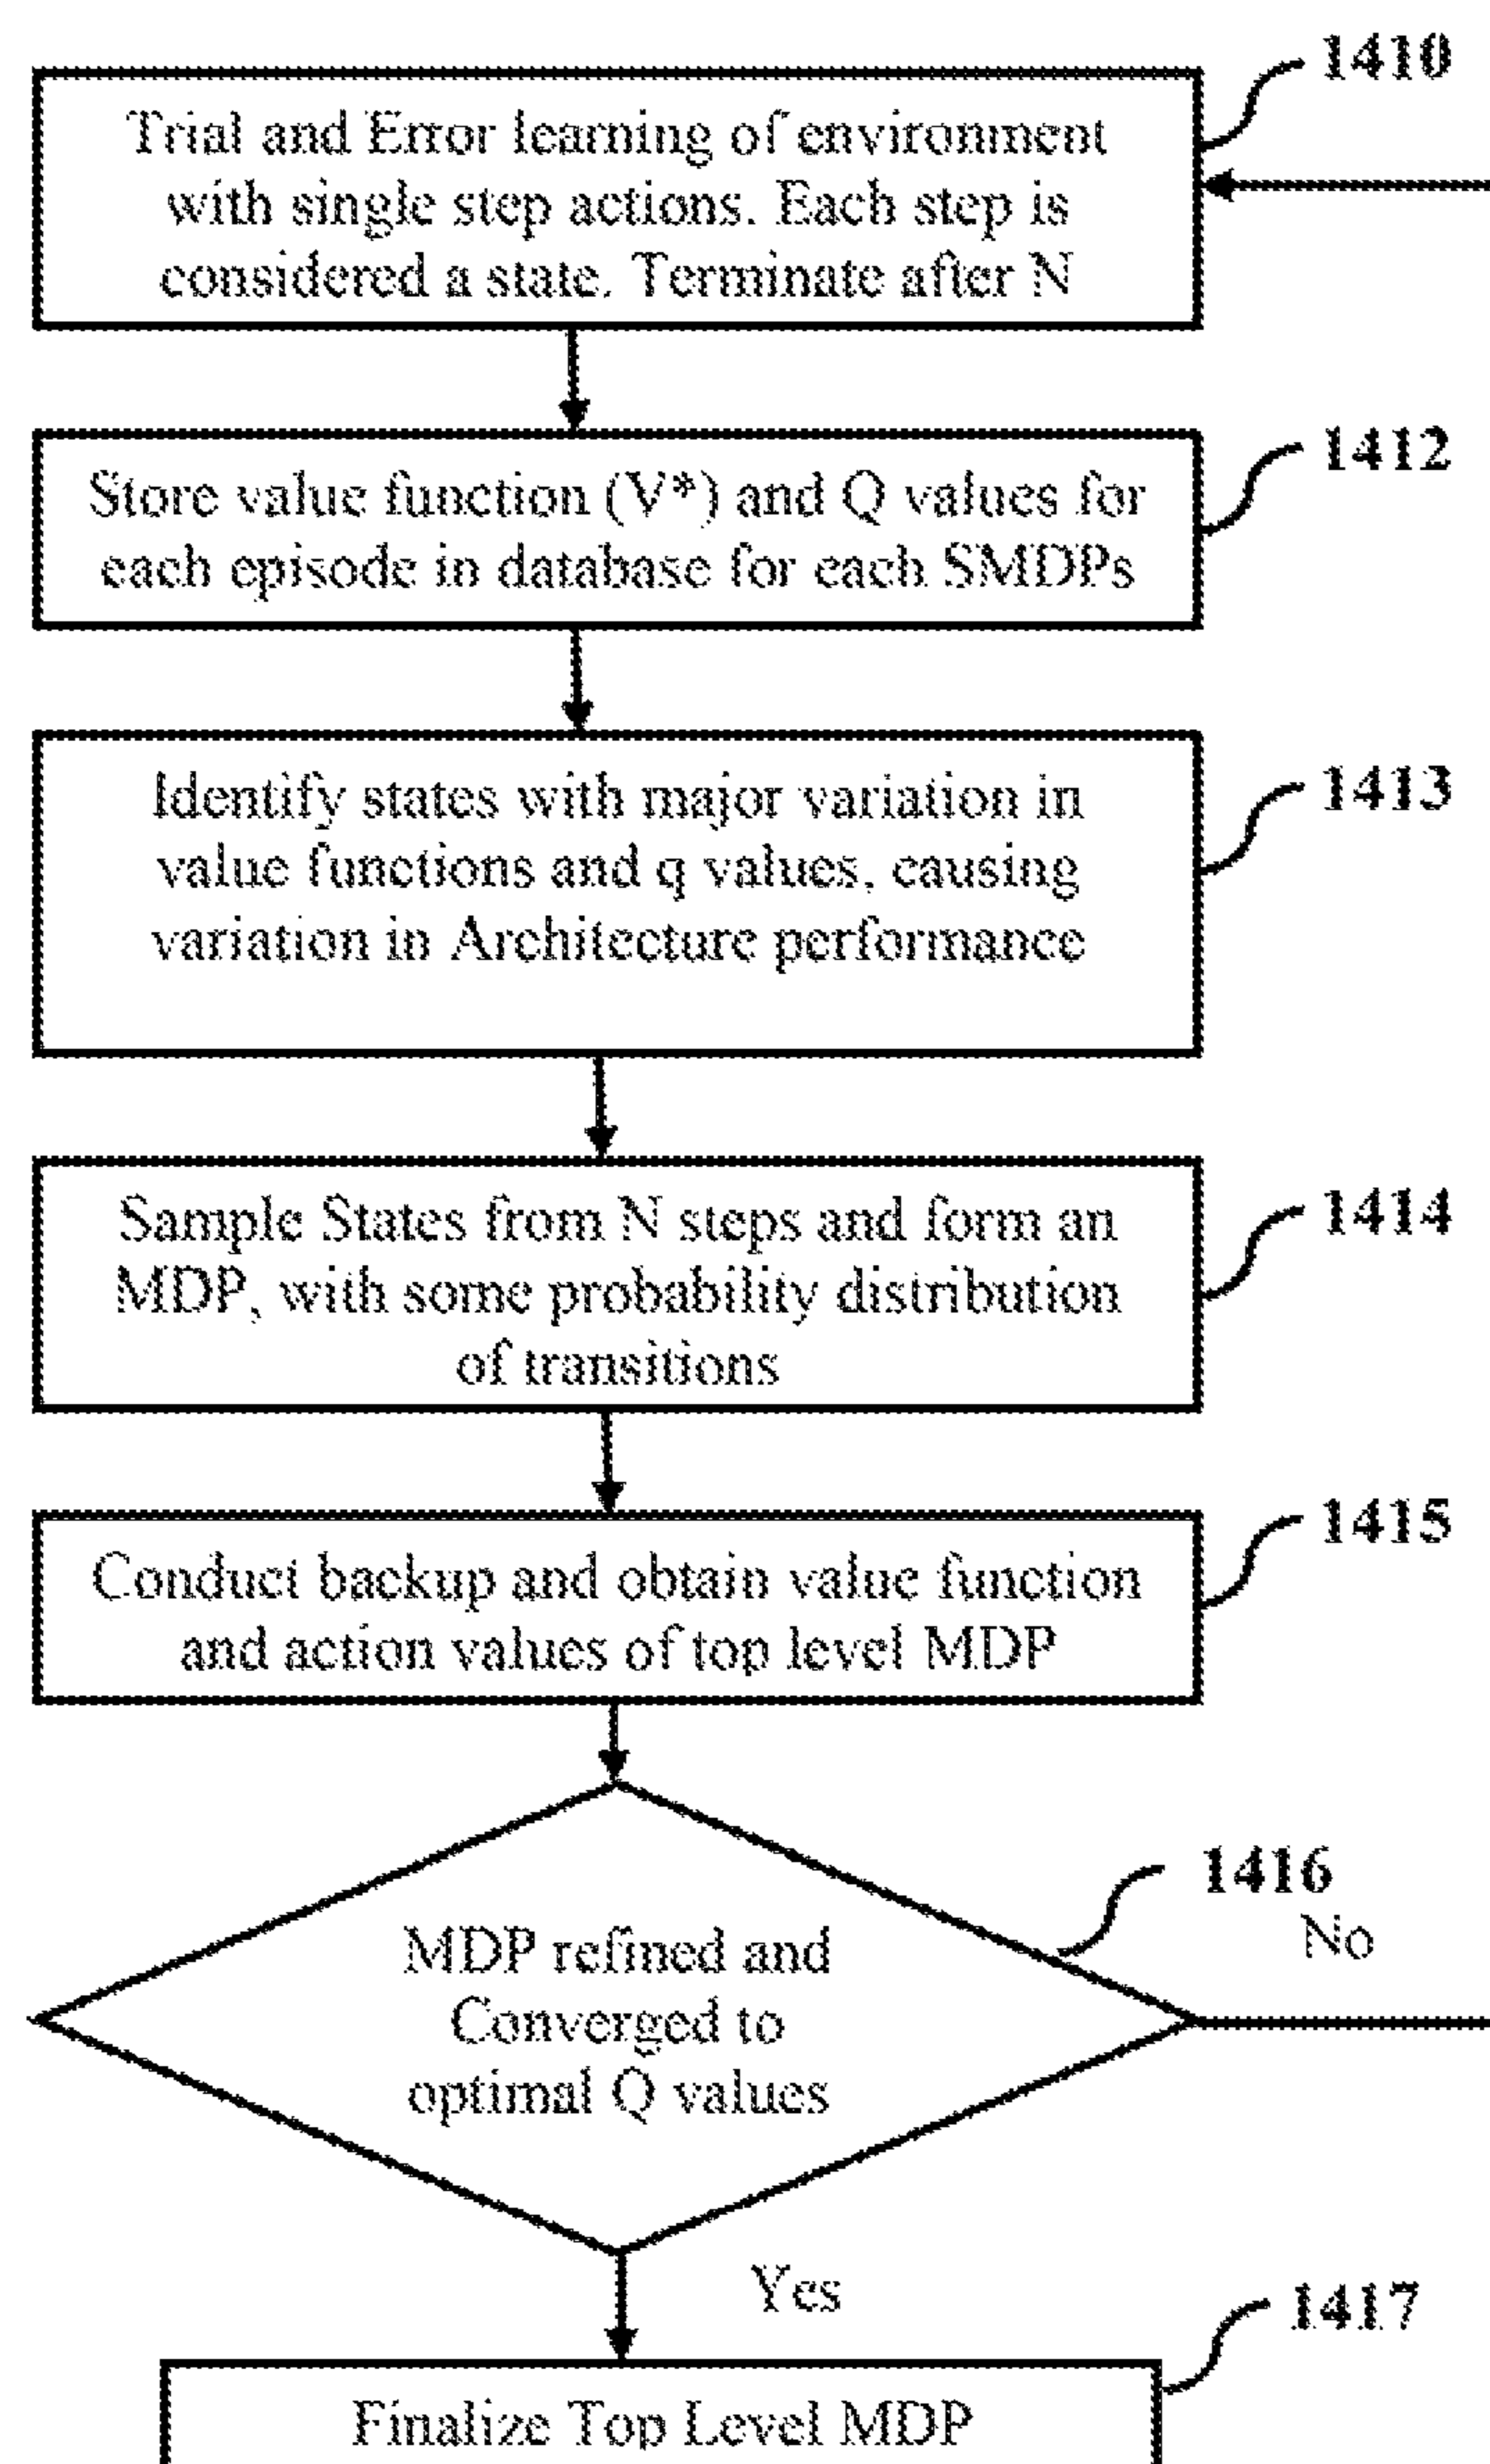 1410
Trial and Error learning of environment
with single step actions. Each step is
considered a state. Terminate after N
1412
Store value function (V*) and Q values for
each episode in database for each SMDPs
1413
Identify states with major variation in
value functions and q values, causing
variation in Architecture performance
1414
Sample States from N steps and form an
MDP, with some probability distribution
of transitions
1415
Conduct backup and obtain value function
and action values of top level MDP
1416
No
MDP refined and
Converged to
optimal Q values
Yes
1417
Finalize Top Level MDP